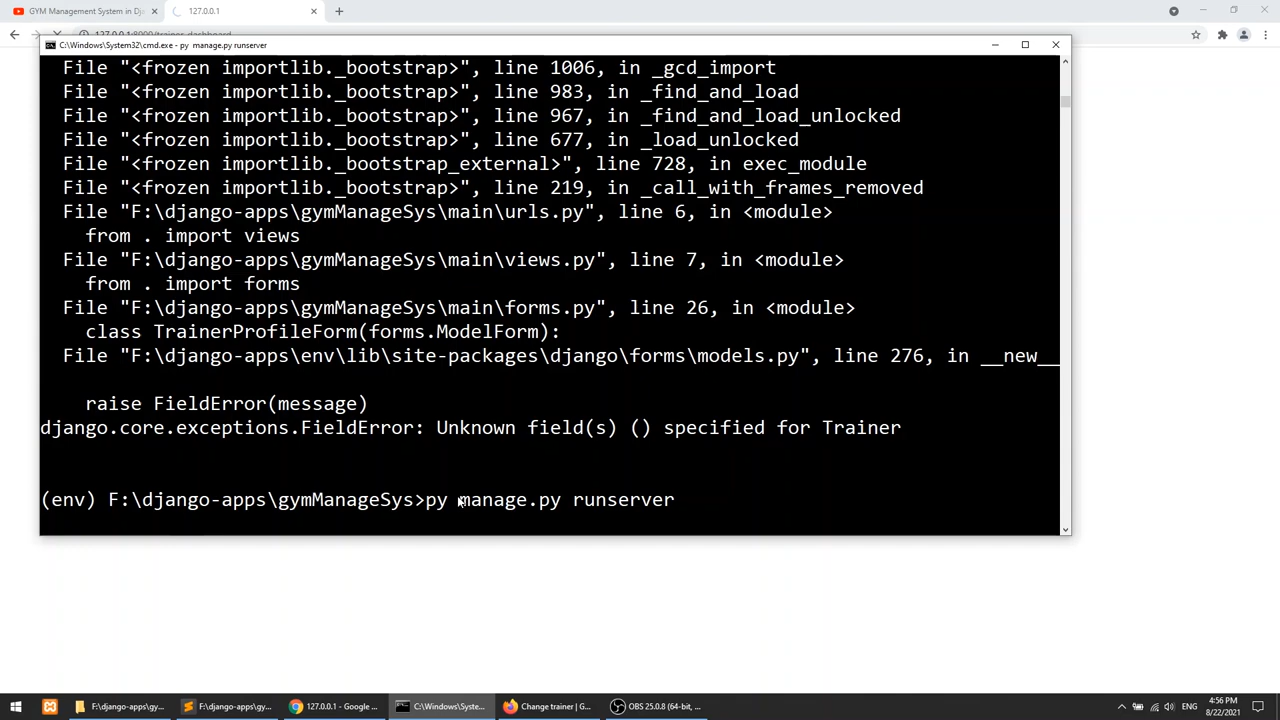 GYM Management System in Dj
127.0.0.1
127.0.0.1:8000/trainer_dashboard
C:\Windows\System32\cmd.exe - py manage.py runserver
File "<frozen importlib._bootstrap>", line 1006, in _gcd_import
File "<frozen importlib._bootstrap>", line 983, in _find_and_load
File "<frozen importlib._bootstrap>", line 967, in _find_and_load_unlocked
File "<frozen importlib._bootstrap>", line 677, in _load_unlocked
File "<frozen importlib._bootstrap_external>", line 728, in exec_module
File "<frozen importlib._bootstrap>", line 219, in _call_with_frames_removed
File "F:\django-apps\gymManageSys\main\urls.py", line 6, in <module>
from . import views
File "F:\django-apps\gymManageSys\main\views.py", line 7, in <module>
from . import forms
File "F:\django-apps\gymManageSys\main\forms.py", line 26, in <module>
class TrainerProfileForm(forms.ModelForm):
File "F:\django-apps\env\lib\site-packages\django\forms\models.py", line 276, in __new__
raise FieldError(message)
django.core.exceptions.FieldError: Unknown field(s) () specified for Trainer
(env) F:\django-apps\gymManageSys>py manage.py runserver
F:\django-apps\gy...
F:\django-apps\gy...
127.0.0.1 - Google ...
C:\Windows\Syste...
Change trainer | G...
OBS 25.0.8 (64-bit, ...
ENG
4:56 PM
8/22/2021